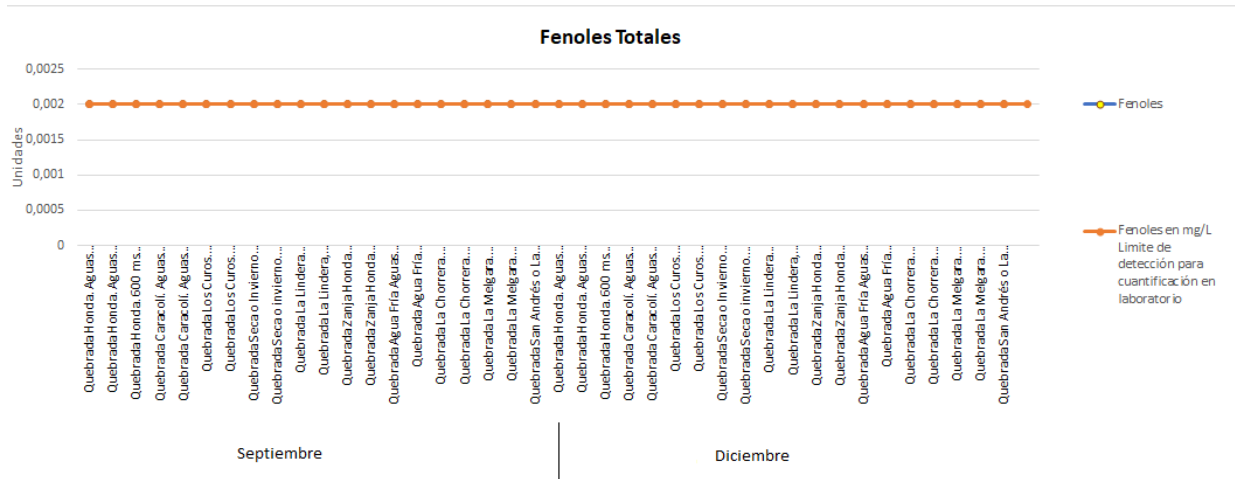 Fenoles Totales
0,0025
0,002
0,0015
0,001
0,0005
0
Unidades
Fenoles
Fenoles en mg/L
Limite de
detección para
cuantificación en
laboratorio
Quebrada Honda. Aguas...
Quebrada Honda. Aguas...
Quebrada Honda. 600 ms...
Quebrada Caracolí. Aguas...
Quebrada Caracolí. Aguas...
Quebrada Los Curos...
Quebrada Los Curos...
Quebrada Seca o Invierno...
Quebrada Seca o invierno...
Quebrada La Lindera...
Quebrada La Lindera,...
Quebrada Zanja Honda...
Quebrada Zanja Honda...
Quebrada Agua Fría Aguas...
Quebrada Agua Fría...
Quebrada La Chorrera...
Quebrada La Chorrera...
Quebrada La Melgara...
Quebrada La Melgara...
Quebrada San Andrés o La...
Quebrada Honda. Aguas...
Quebrada Honda. Aguas...
Quebrada Honda. 600 ms...
Quebrada Caracolí. Aguas...
Quebrada Caracolí. Aguas...
Quebrada Los Curos...
Quebrada Los Curos...
Quebrada Seca o Invierno...
Quebrada Seca o invierno...
Quebrada La Lindera...
Quebrada La Lindera,...
Quebrada Zanja Honda...
Quebrada Zanja Honda...
Quebrada Agua Fría Aguas...
Quebrada Agua Fría...
Quebrada La Chorrera...
Quebrada La Chorrera...
Quebrada La Melgara...
Quebrada La Melgara...
Quebrada San Andrés o La...
Septiembre
Diciembre